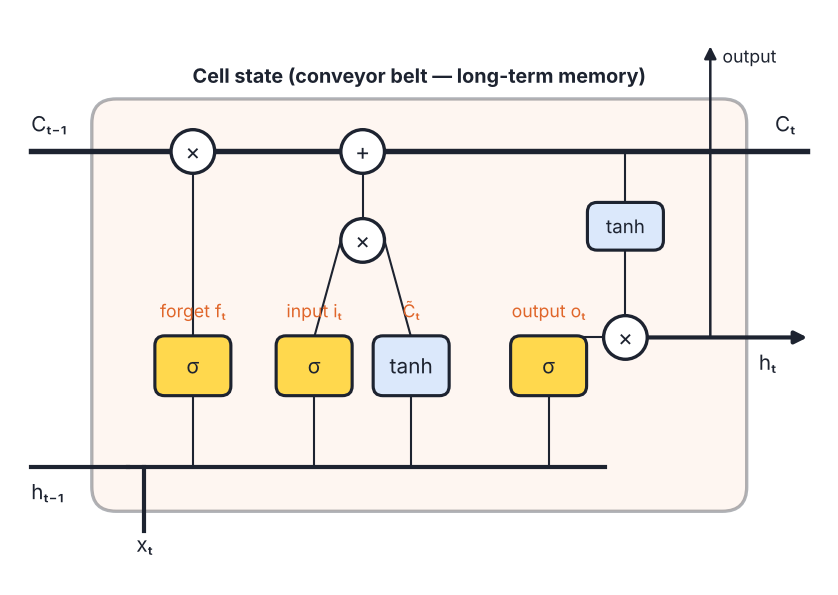 output
Cell state (conveyor belt — long-term memory)
Cₜ₋₁
Cₜ
×
+
×
tanh
forget fₜ
input iₜ
C̃ₜ
output oₜ
×
σ
σ
tanh
σ
hₜ
hₜ₋₁
xₜ